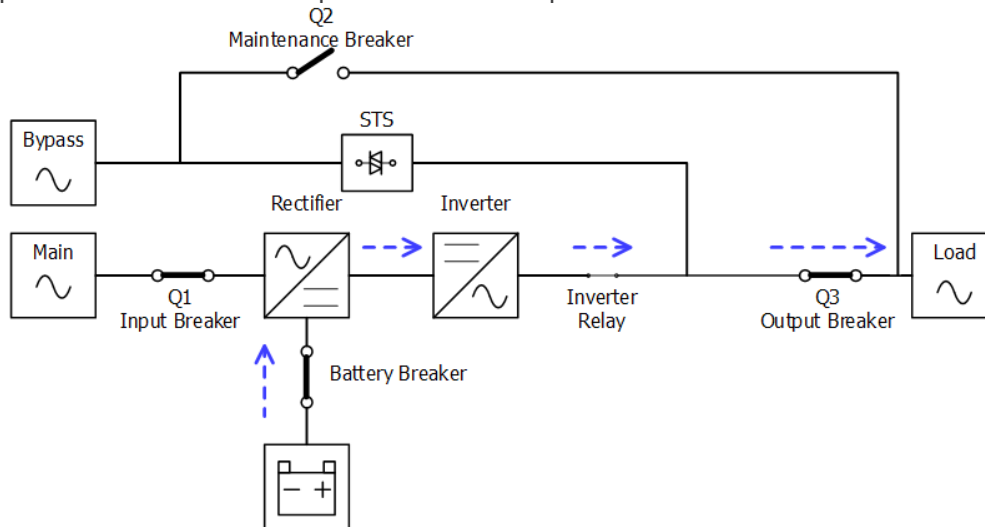 Q2
Maintenance Breaker
STS
Bypass
Rectifier
Inverter
Main
Load
Q1
Input Breaker
Inverter
Relay
Q3
Output Breaker
Battery Breaker
− +